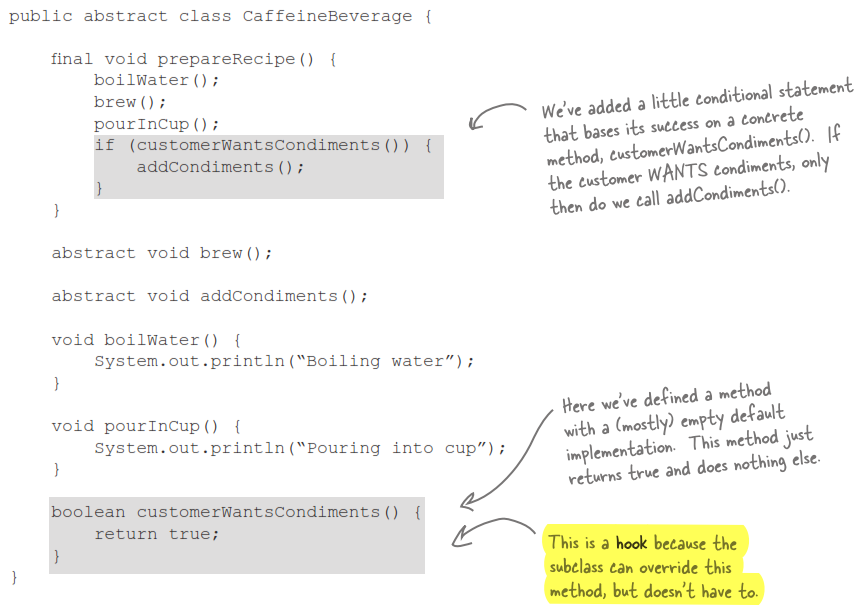 public abstract class CaffeineBeverage {
final void prepareRecipe() {
boilWater();
brew();
pourInCup();
if (customerWantsCondiments()) {
addCondiments();
}
}
We've added a little conditional statement
that bases its success on a concrete
method, customerWantsCondiments(). If
the customer WANTS condiments, only
then do we call addCondiments().
abstract void brew();
abstract void addCondiments();
void boilWater() {
System.out.println(“Boiling water”);
}
void pourInCup() {
System.out.println(“Pouring into cup”);
}
Here we've defined a method
with a (mostly) empty default
implementation. This method just
returns true and does nothing else.
boolean customerWantsCondiments() {
return true;
}
This is a hook because the
subclass can override this
method, but doesn't have to.
}